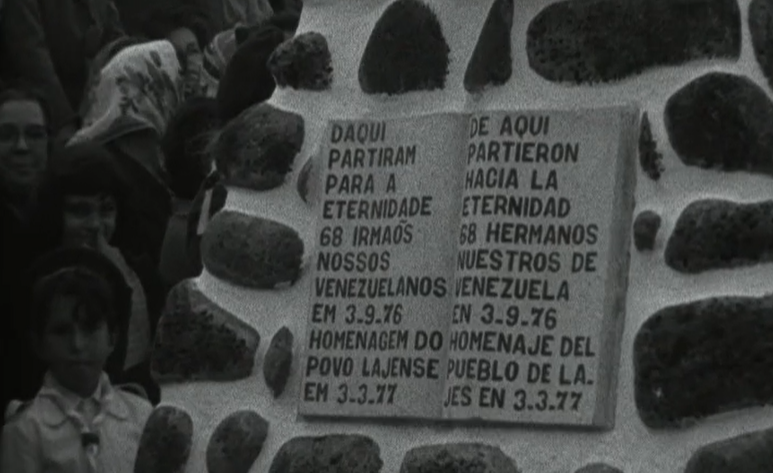 DAQUI
PARTIRAM
PARA A
ETERNIDADE
68 IRMAÕS
NOSSOS
VENEZUELANOS
EM 3-9-76
HOMENAGEM DO
POVO LAJENSE
EM 3-3-77
DE AQUI
PARTIERON
HACIA LA
ETERNIDAD
68 HERMANOS
NUESTROS DE
VENEZUELA
EN 3-9-76
HOMENAJE DEL
PUEBLO DE LA-
JES EN 3-3-77